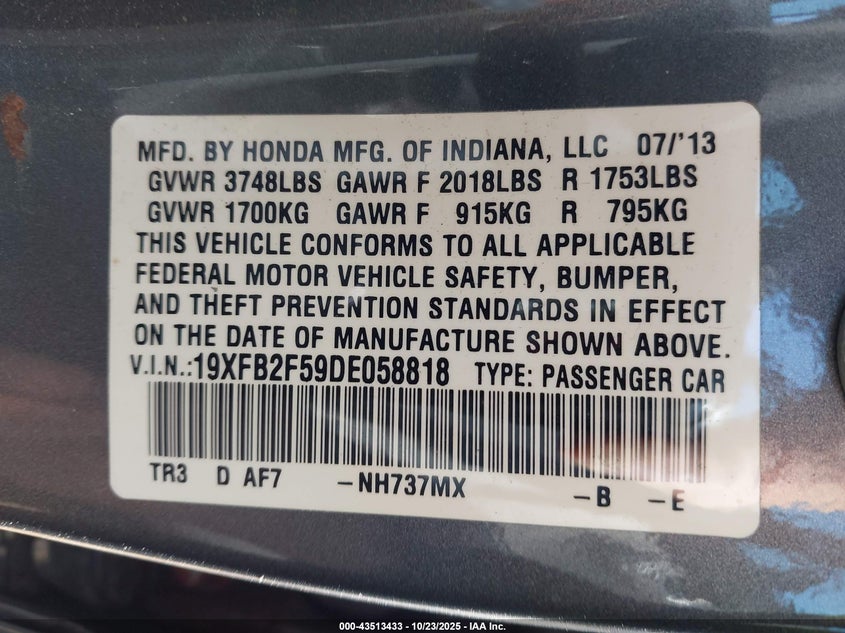 MFD. BY HONDA MFG. OF INDIANA, LLC 07/'13
GVWR 3748LBS GAWR F 2018LBS R 1753LBS
GVWR 1700KG GAWR F 915KG R 795KG
THIS VEHICLE CONFORMS TO ALL APPLICABLE
FEDERAL MOTOR VEHICLE SAFETY, BUMPER,
AND THEFT PREVENTION STANDARDS IN EFFECT
ON THE DATE OF MANUFACTURE SHOWN ABOVE.
V.I.N.:19XFB2F59DE058818 TYPE: PASSENGER CAR
TR3 D AF7 –NH737MX –B –E
000-43513433 - 10/23/2025 - IAA Inc.